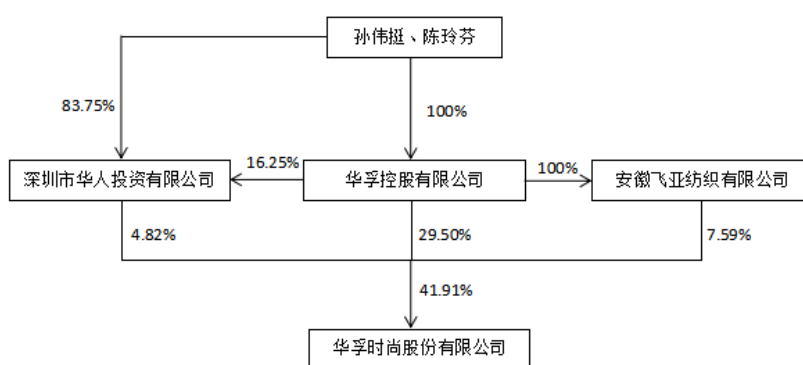 孙伟挺、陈玲芬
83.75%
100%
深圳市华人投资有限公司
16.25%
华孚控股有限公司
100%
安徽飞亚纺织有限公司
4.82%
29.50%
7.59%
41.91%
华孚时尚股份有限公司